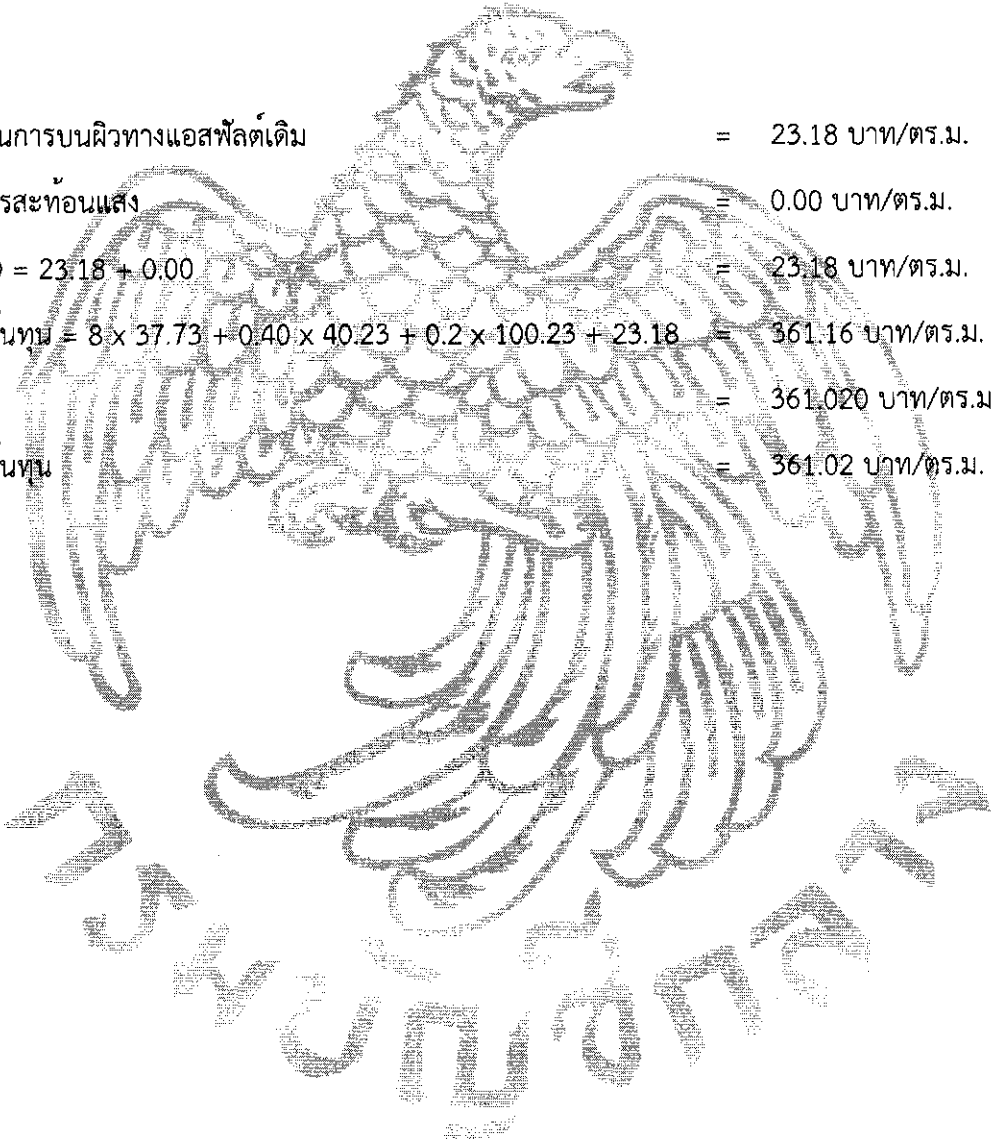 นการบนผิวทางแอสฟัลต์เดิม = 23.18 บาท/ตร.ม.
รสะท้อนแสง = 0.00 บาท/ตร.ม.
= 23.18 + 0.00 = 23.18 บาท/ตร.ม.
นทุน = 8 x 37.73 + 0.40 x 40.23 + 0.2 x 100.23 + 23.18 = 361.16 บาท/ตร.ม.
= 361.020 บาท/ตร.ม
นทุน = 361.02 บาท/ตร.ม.